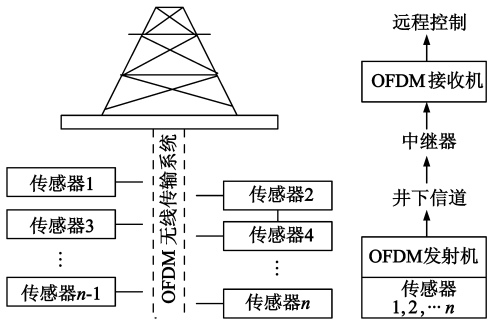 OFDM 无线传输系统
传感器1
传感器3
⋮
传感器n-1
传感器2
传感器4
⋮
传感器n
远程控制
OFDM 接收机
中继器
井下信道
OFDM发射机
传感器
1,2,…n